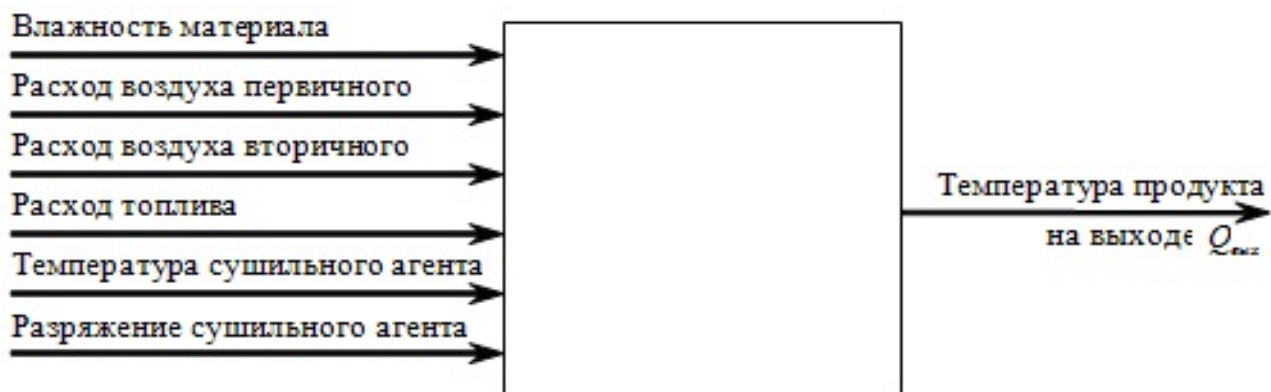 Влажность материала
Расход воздуха первичного
Расход воздуха вторичного
Расход топлива
Температура сушильного агента
Разряжение сушильного агента
Температура продукта
на выходе Qвых